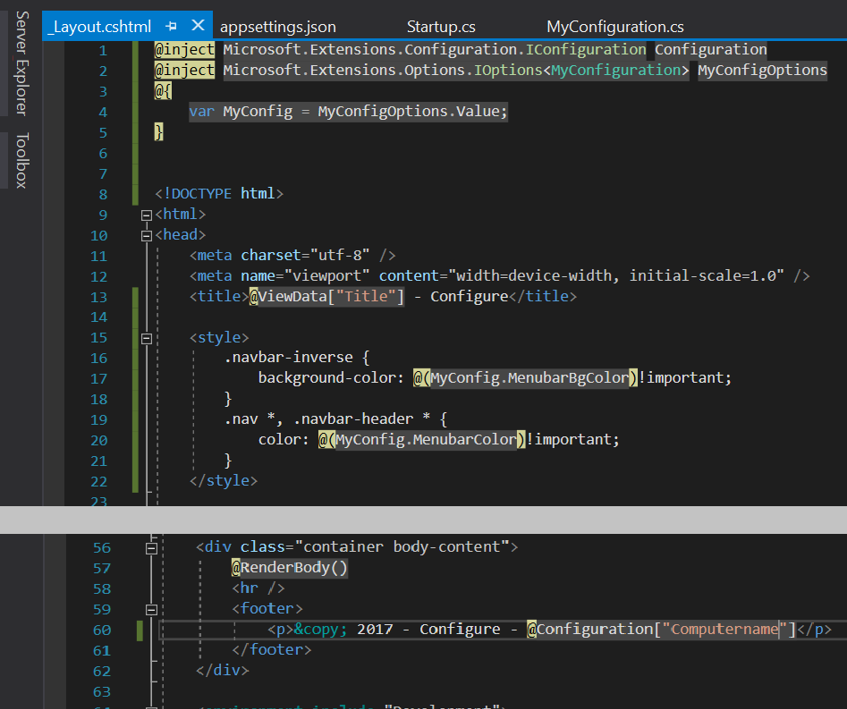 _Layout.cshtml appsettings.json Startup.cs MyConfiguration.cs
Server Explorer
Toolbox
1 @inject Microsoft.Extensions.Configuration.IConfiguration Configuration
2 @inject Microsoft.Extensions.Options.IOptions<MyConfiguration> MyConfigOptions
3 @{
4 var MyConfig = MyConfigOptions.Value;
5 }
6
7
8 <!DOCTYPE html>
9 <html>
10 <head>
11 <meta charset="utf-8" />
12 <meta name="viewport" content="width=device-width, initial-scale=1.0" />
13 <title>@ViewData["Title"] - Configure</title>
14
15 <style>
16 .navbar-inverse {
17 background-color: @(MyConfig.MenubarBgColor)!important;
18 }
19 .nav *, .navbar-header * {
20 color: @(MyConfig.MenubarColor)!important;
21 }
22 </style>
23
56 <div class="container body-content">
57 @RenderBody()
58 <hr />
59 <footer>
60 <p>&copy; 2017 - Configure - @Configuration["Computername"]</p>
61 </footer>
62 </div>
63